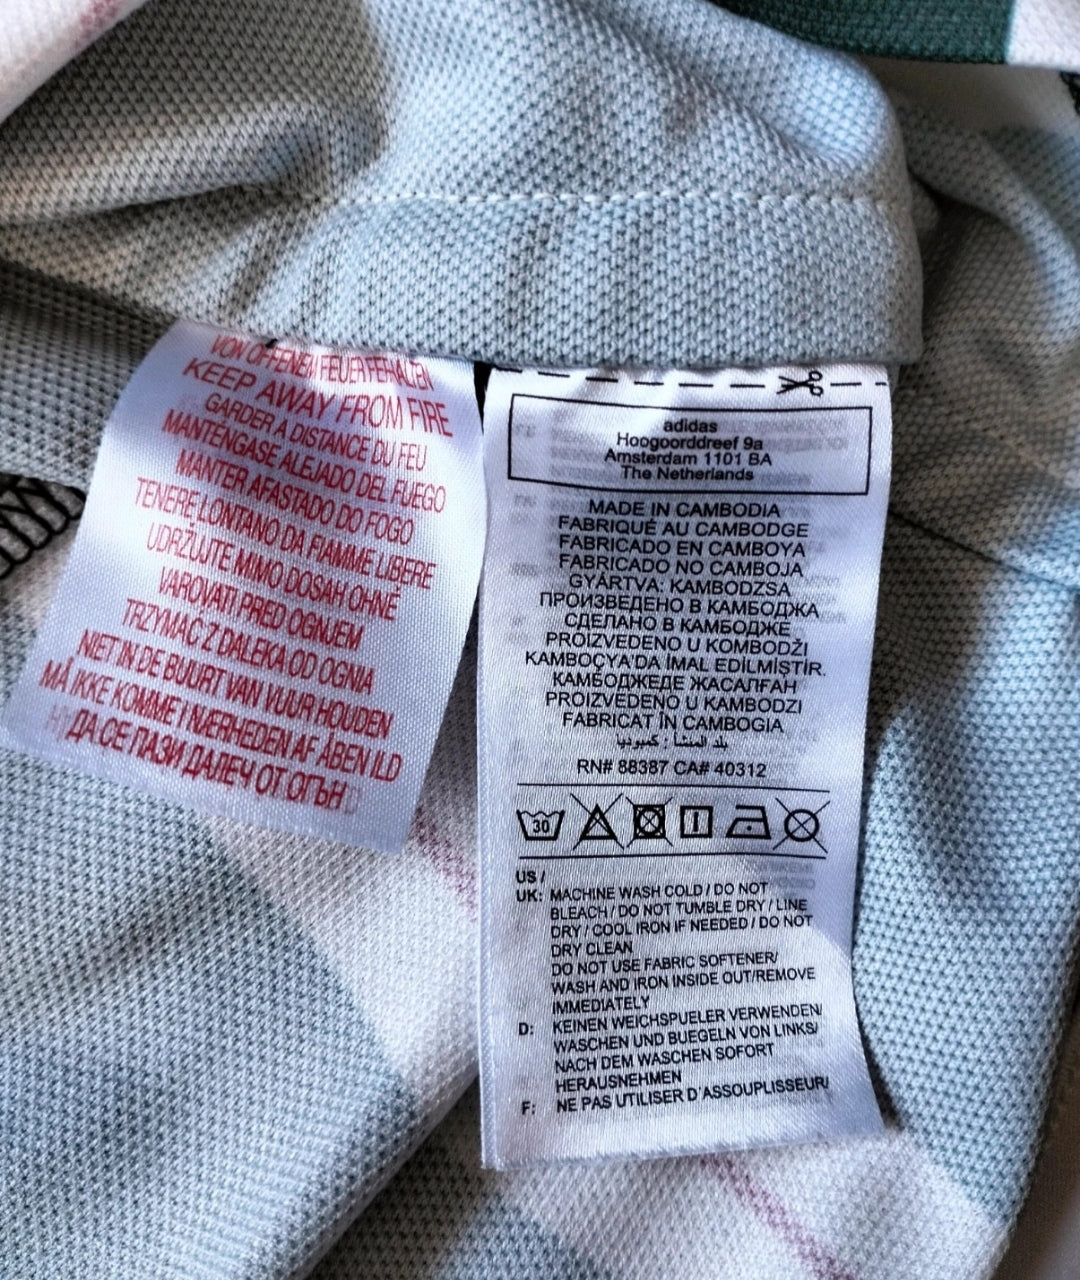 VON OFFENEM FEUER FERHALEN
KEEP AWAY FROM FIRE
GARDER A DISTANCE DU FEU
MANTÉNGASE ALEJADO DEL FUEGO
MANTER AFASTADO DO FOGO
TENERE LONTANO DA FIAMME LIBERE
UDRŽUJTE MIMO DOSAH OHNĚ
VAROVATI PRED OGNJEM
TRZYMAĆ Z DALEKA OD OGNIA
NIET IN DE BUURT VAN VUUR HOUDEN
MÅ IKKE KOMME I NÆRHEDEN AF ÅBEN ILD
ДА СЕ ПАЗИ ДАЛЕЧ ОТ ОГЪН
adidas
Hoogoorddreef 9a
Amsterdam 1101 BA
The Netherlands
MADE IN CAMBODIA
FABRIQUÉ AU CAMBODGE
FABRICADO EN CAMBOYA
FABRICADO NO CAMBOJA
GYÁRTVA: KAMBODZSA
ПРОИЗВЕДЕНО В КАМБОДЖА
СДЕЛАНО В КАМБОДЖЕ
PROIZVEDENO U KOMBODŽI
KAMBOÇYA'DA İMAL EDİLMİSTİR.
КАМБОДЖЕДЕ ЖАСАЛҒАН
PROIZVEDENO U KAMBODZI
FABRICAT ÎN CAMBOGIA
بلد المنشأ : كمبوديا
RN# 88387 CA# 40312
30
US /
UK: MACHINE WASH COLD / DO NOT
BLEACH / DO NOT TUMBLE DRY / LINE
DRY / COOL IRON IF NEEDED / DO NOT
DRY CLEAN
DO NOT USE FABRIC SOFTENER/
WASH AND IRON INSIDE OUT/REMOVE
IMMEDIATELY
D: KEINEN WEICHSPUELER VERWENDEN/
WASCHEN UND BUEGELN VON LINKS/
NACH DEM WASCHEN SOFORT
HERAUSNEHMEN
F: NE PAS UTILISER D'ASSOUPLISSEUR/